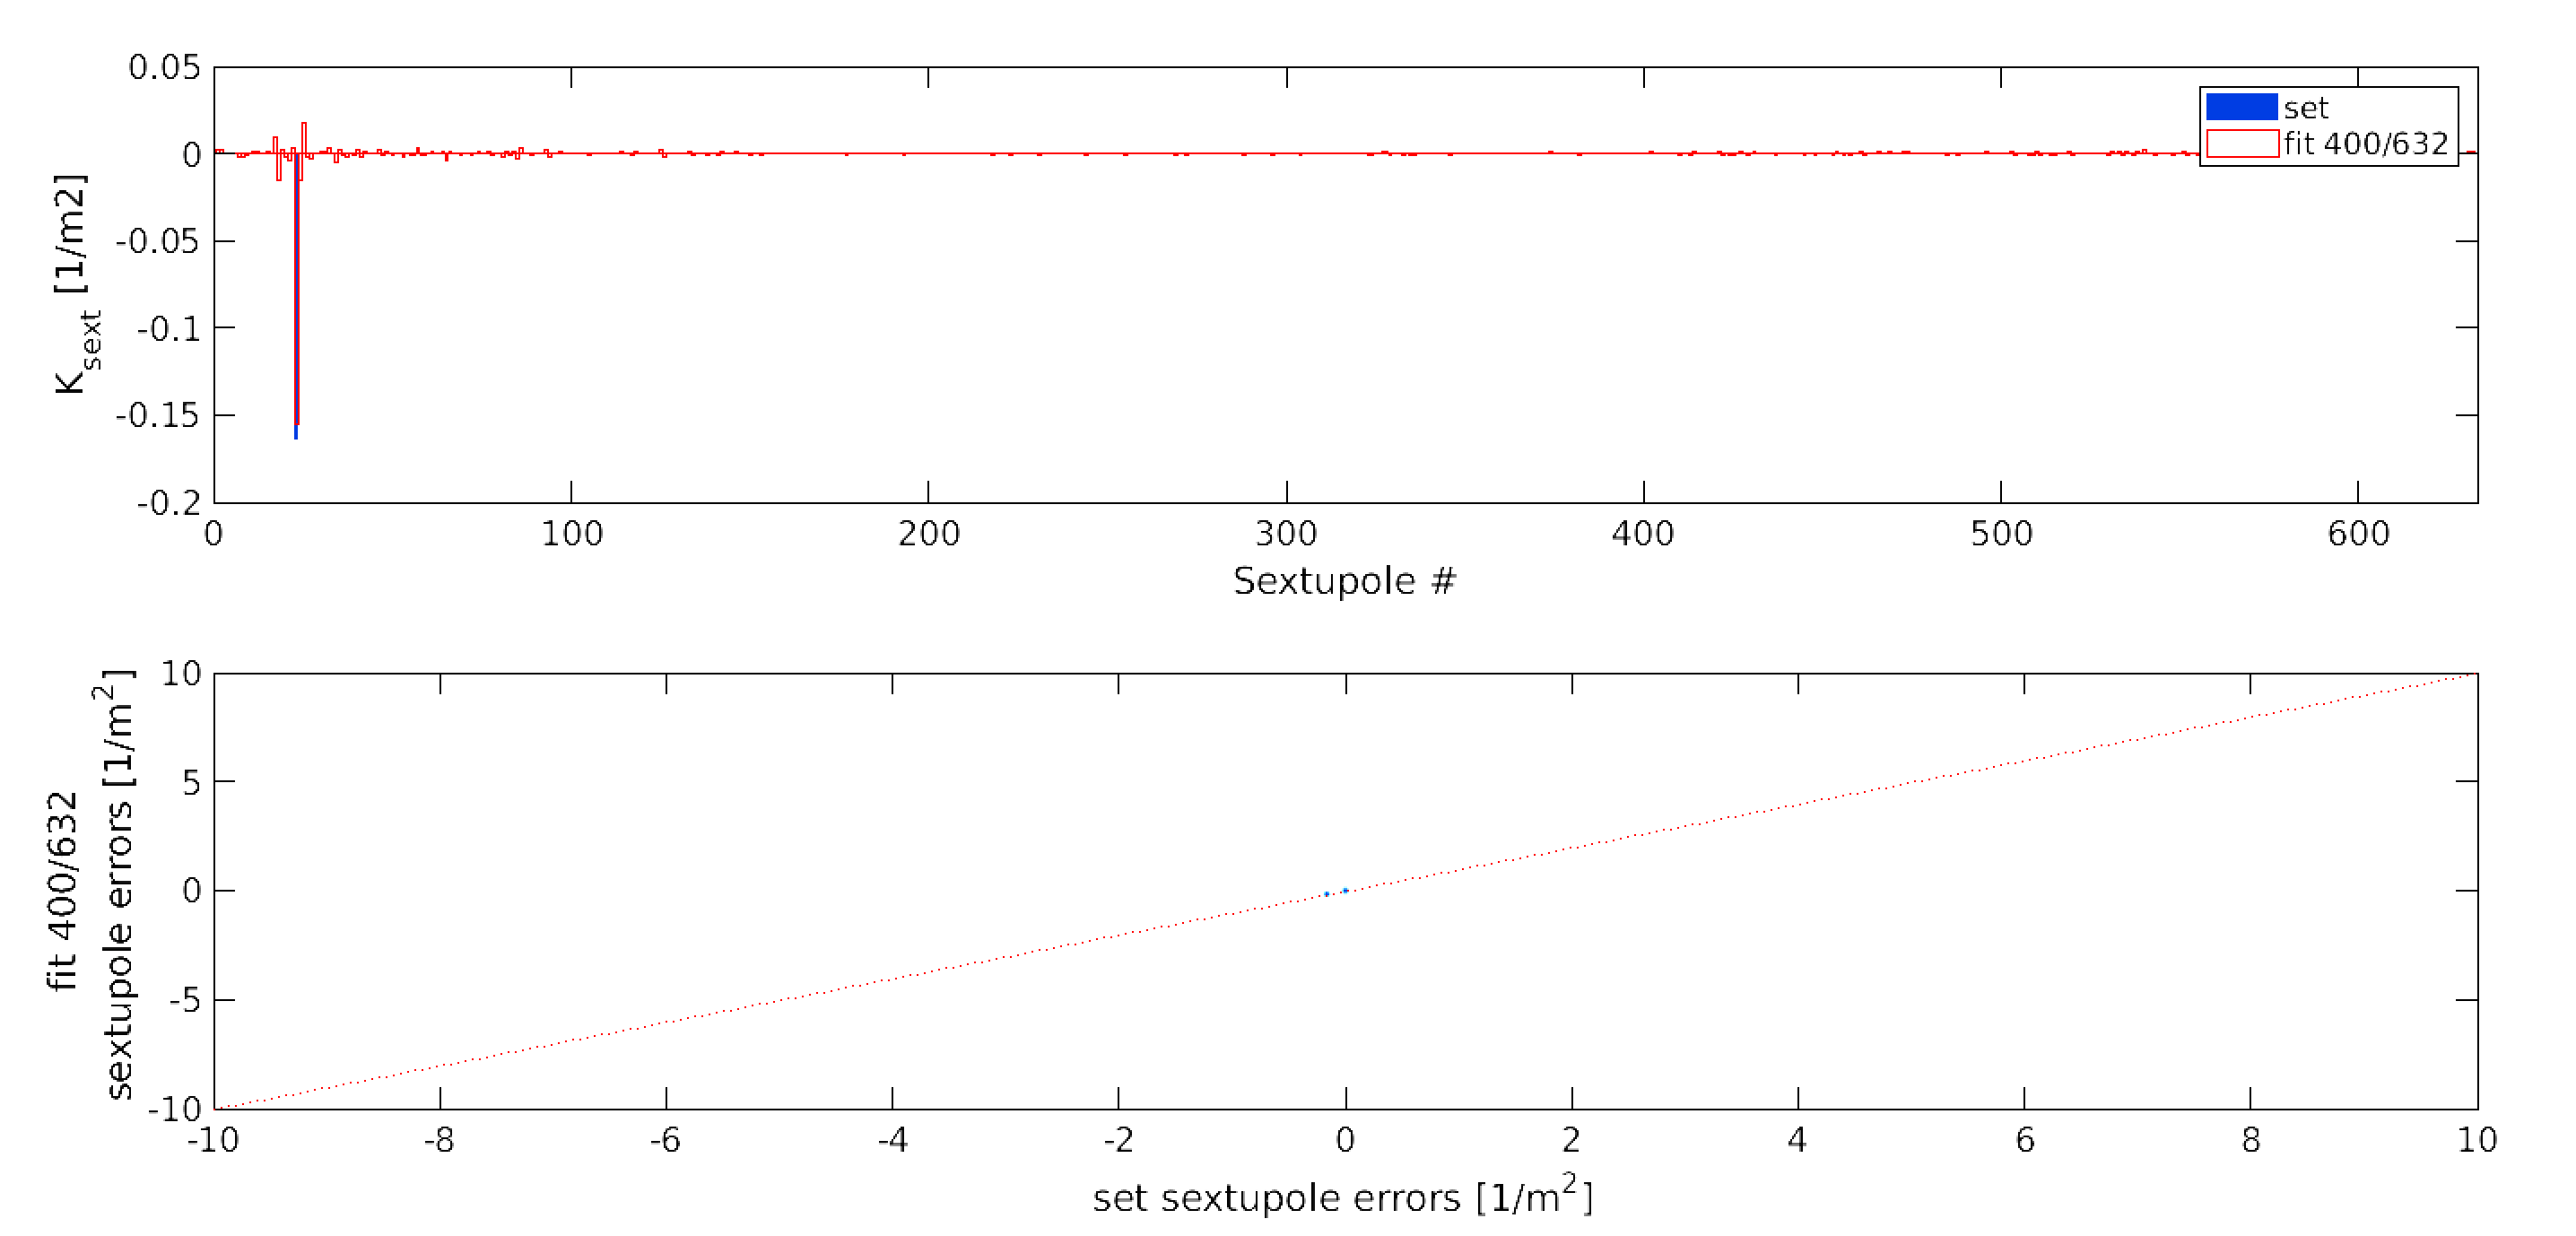 0.05
0
-0.05
-0.1
-0.15
-0.2
K_sext [1/m2]
set
fit 400/632
0 100 200 300 400 500 600
Sextupole #
10
5
0
-5
-10
fit 400/632
sextupole errors [1/m²]
-10 -8 -6 -4 -2 0 2 4 6 8 10
set sextupole errors [1/m²]